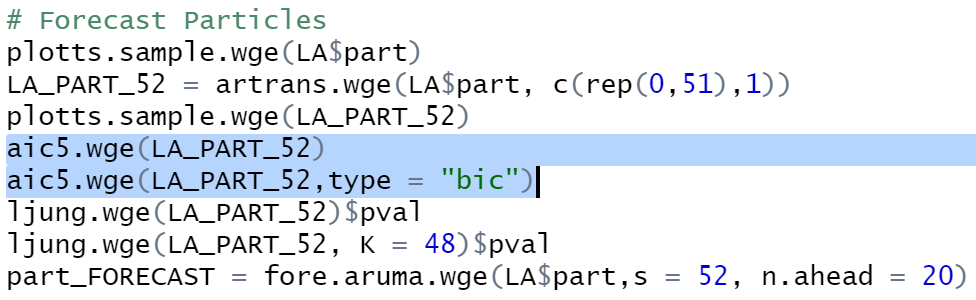 # Forecast Particles
plotts.sample.wge(LA$part)
LA_PART_52 = artrans.wge(LA$part, c(rep(0,51),1))
plotts.sample.wge(LA_PART_52)
aic5.wge(LA_PART_52)
aic5.wge(LA_PART_52,type = "bic")
ljung.wge(LA_PART_52)$pval
ljung.wge(LA_PART_52, K = 48)$pval
part_FORECAST = fore.aruma.wge(LA$part,s = 52, n.ahead = 20)